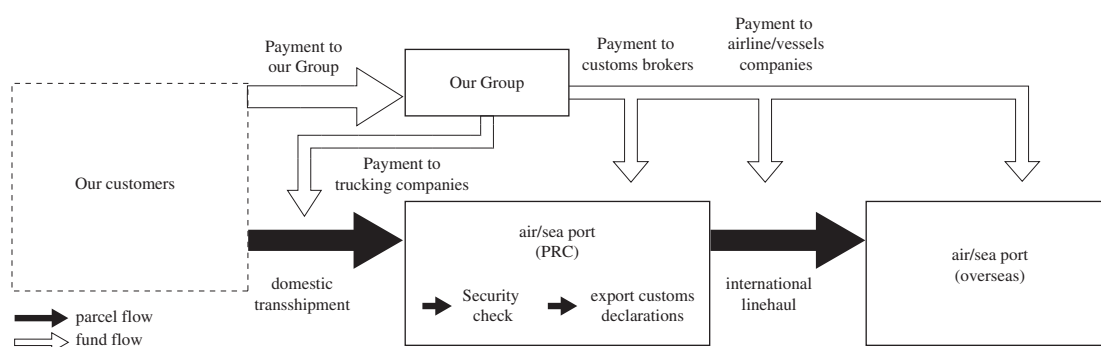 Payment to
our Group
Our Group
Payment to
customs brokers
Payment to
airline/vessels
companies
Our customers
Payment to
trucking companies
domestic
transshipment
air/sea port
(PRC)
Security
check
export customs
declarations
international
linehaul
air/sea port
(overseas)
parcel flow
fund flow